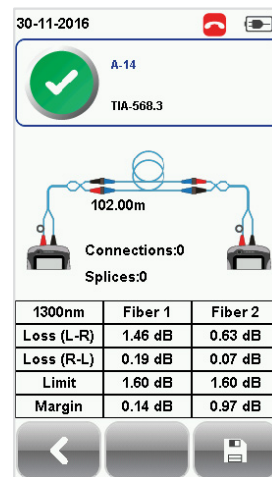 30-11-2016
A-14
TIA-568.3
102.00m
Connections:0
Splices:0
1300nm Fiber 1 Fiber 2
Loss (L-R) 1.46 dB 0.63 dB
Loss (R-L) 0.19 dB 0.07 dB
Limit 1.60 dB 1.60 dB
Margin 0.14 dB 0.97 dB